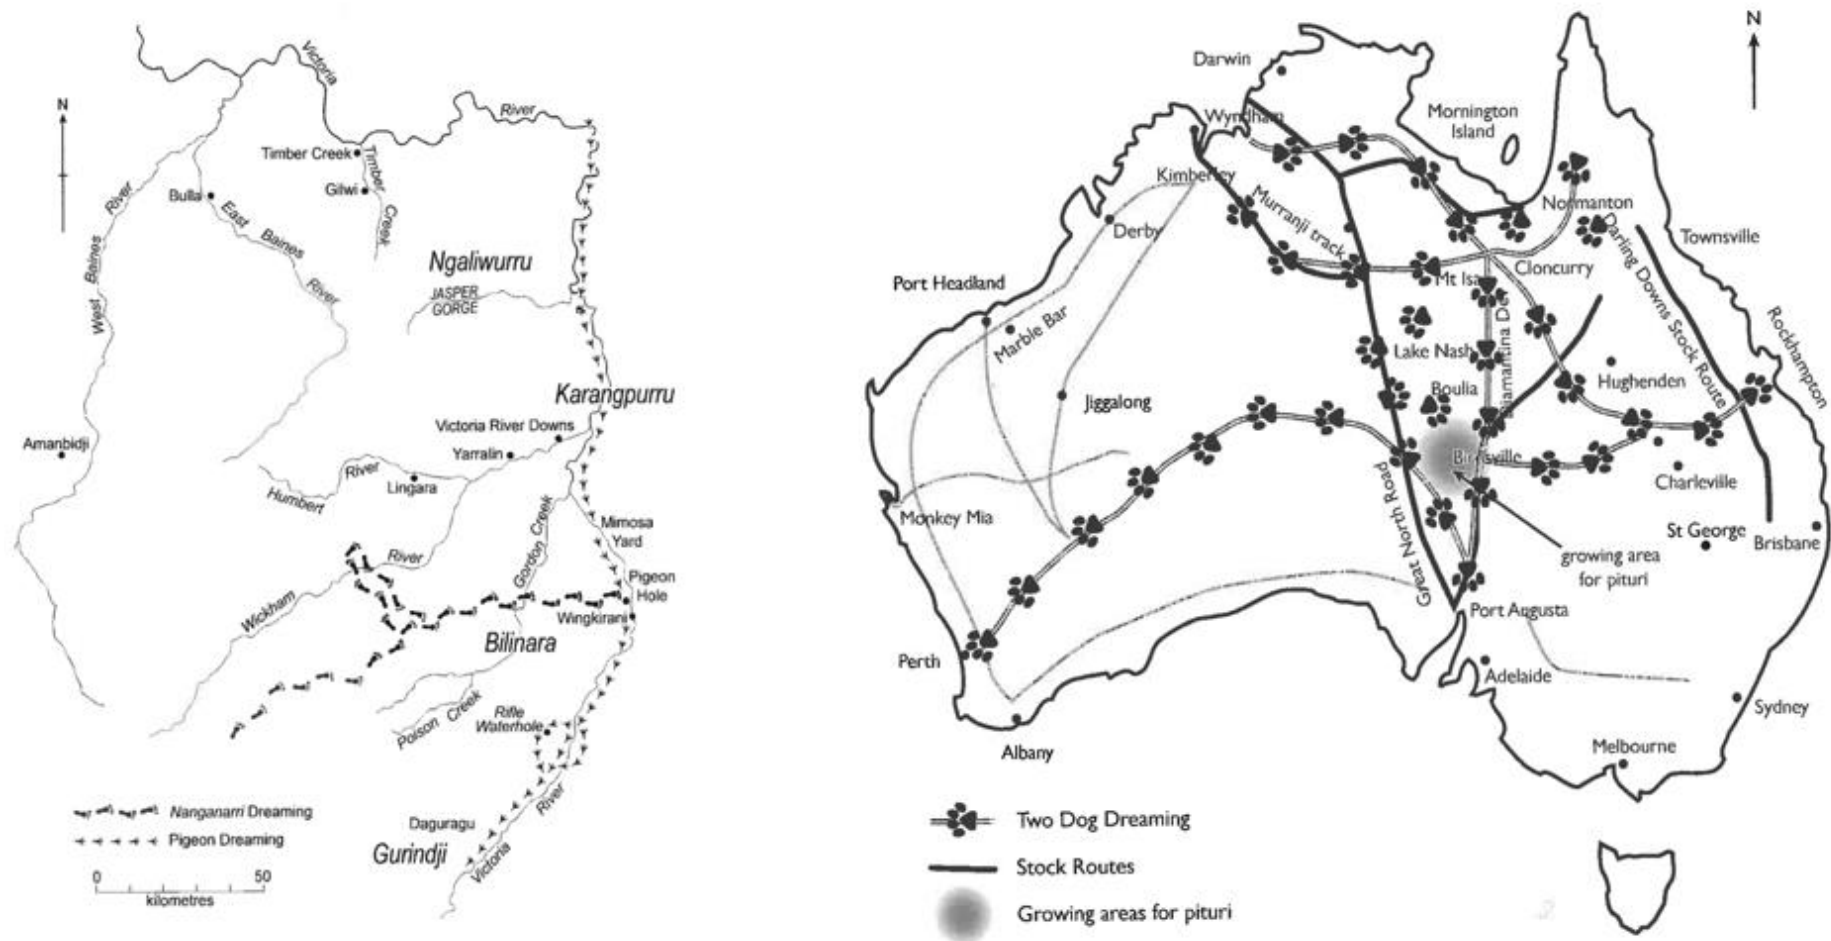 Victoria
River
N
Timber Creek
Timber
Creek
Gilwi
Bulla
East
Baines
River
River
Baines
West
Ngaliwurru
JASPER
GORGE
Karangpurru
Victoria River Downs
Yarralin
Amanbidji
River
Humbert
Lingara
Gordon Creek
Mimosa
Yard
River
Wickham
Pigeon
Hole
Wingkirani
Bilinara
Poison Creek
Rifle
Waterhole
River
Victoria
Daguragu
Gurindji
Nanganarri Dreaming
Pigeon Dreaming
0 50
kilometres
N
Darwin
Wyndham
Mornington
Island
Kimberley
Murranji track
Derby
Normanton
Darling Downs Stock Route
Townsville
Cloncurry
Mt Isa
Port Headland
Marble Bar
Lake Nash
Rockhampton
Jiggalong
Boulia
Hughenden
Birdsville
Charleville
Monkey Mia
Great North Road
St George
Brisbane
growing area
for pituri
Port Augusta
Perth
Adelaide
Sydney
Albany
Melbourne
Two Dog Dreaming
Stock Routes
Growing areas for pituri